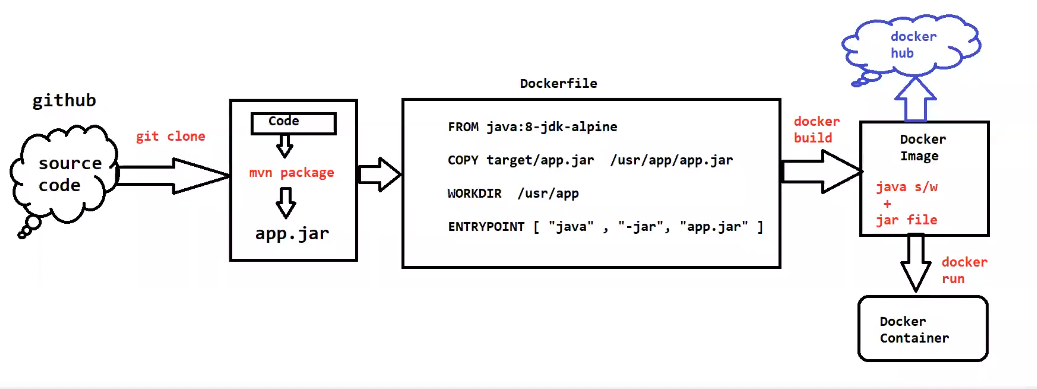 github
source
code
git clone
Code
mvn package
app.jar
Dockerfile
FROM java:8-jdk-alpine
COPY target/app.jar /usr/app/app.jar
WORKDIR /usr/app
ENTRYPOINT [ "java" , "-jar", "app.jar" ]
docker
build
docker
hub
Docker
Image
java s/w
+
jar file
docker
run
Docker
Container